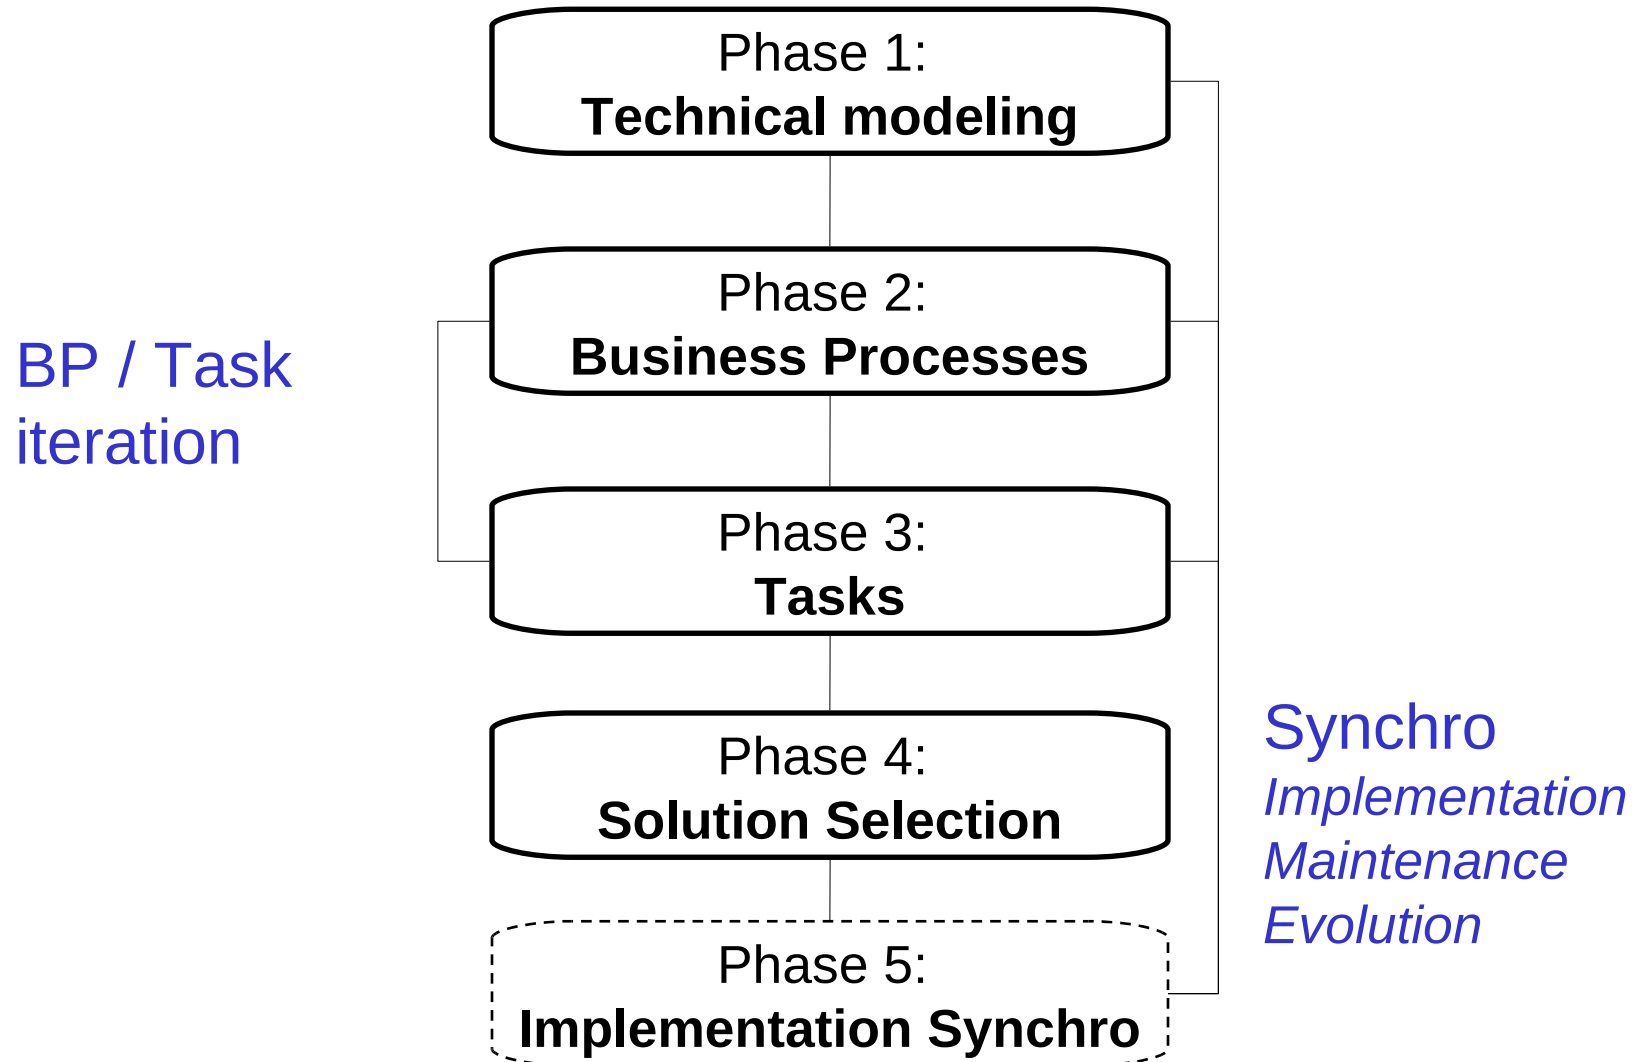 Phase 1:
Technical modeling
Phase 2:
Business Processes
BP / Task
iteration
Phase 3:
Tasks
Phase 4:
Solution Selection
Synchro
Implementation
Maintenance
Evolution
Phase 5:
Implementation Synchro